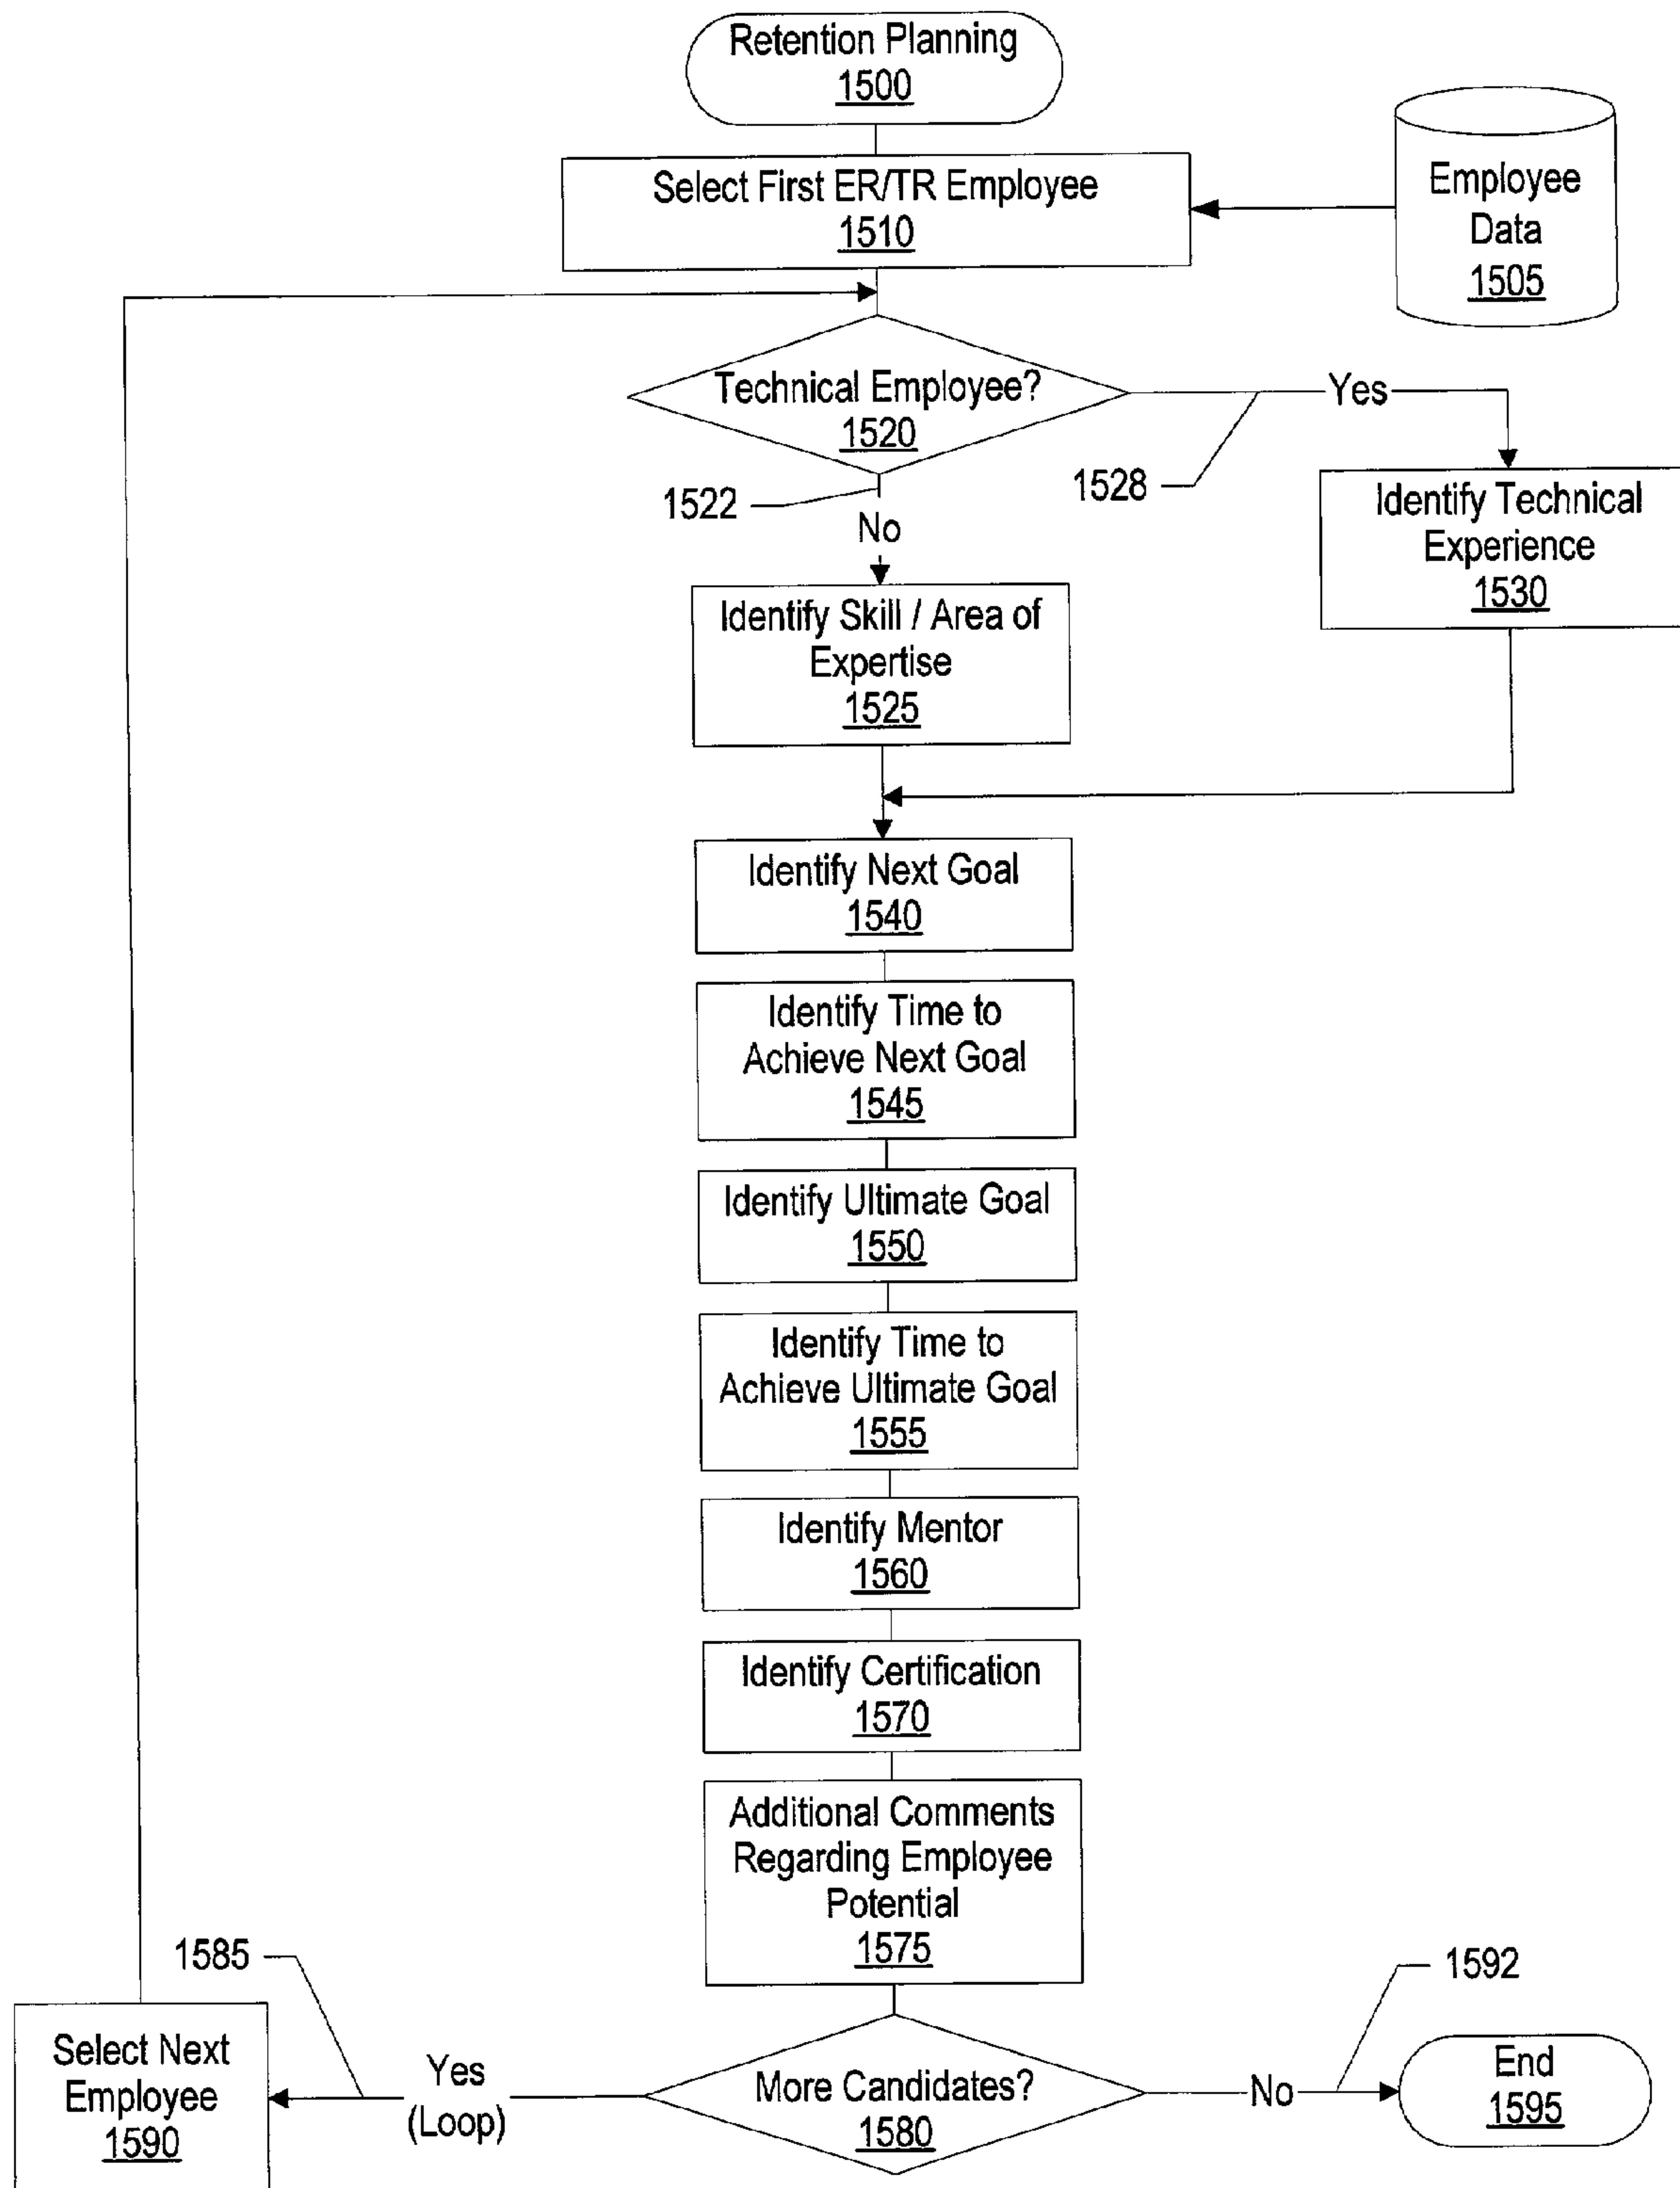 Retention Planning
1500
Select First ER/TR Employee
1510
Employee
Data
1505
Technical Employee?
1520
Yes
1528
1522
No
Identify Technical
Experience
1530
Identify Skill / Area of
Expertise
1525
Identify Next Goal
1540
Identify Time to
Achieve Next Goal
1545
Identify Ultimate Goal
1550
Identify Time to
Achieve Ultimate Goal
1555
Identify Mentor
1560
Identify Certification
1570
Additional Comments
Regarding Employee
Potential
1575
1585
1592
Select Next
Employee
1590
Yes
(Loop)
More Candidates?
1580
No
End
1595